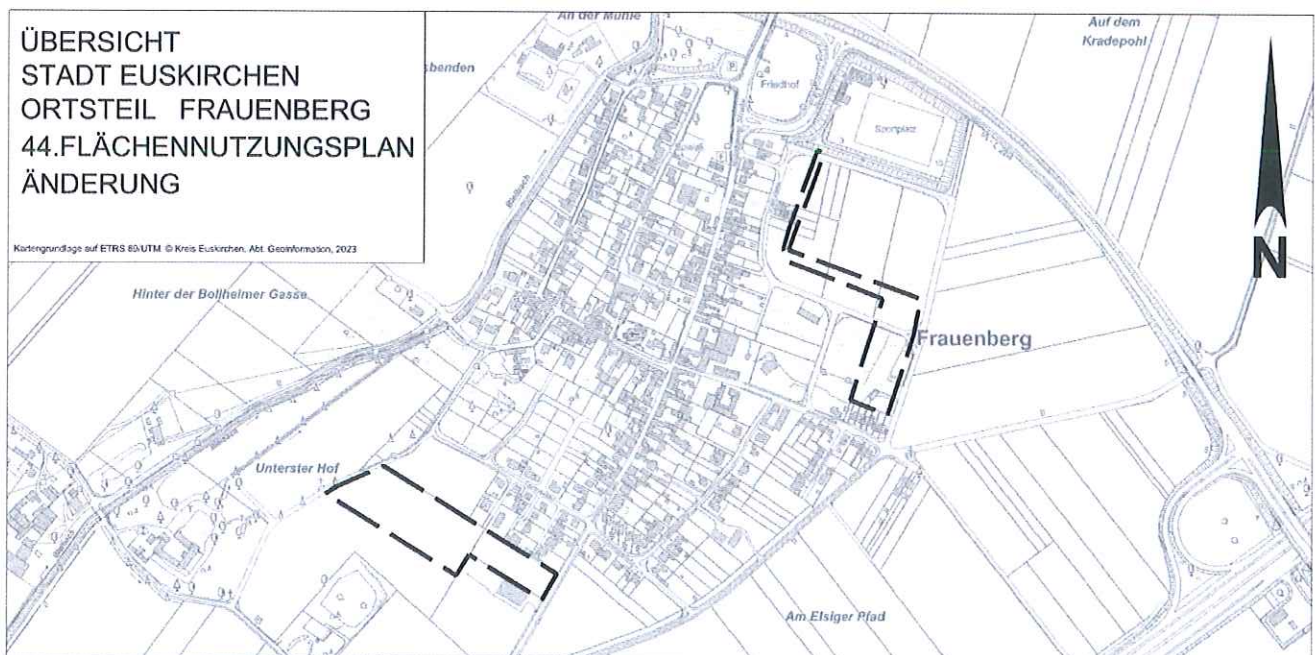 ÜBERSICHT
STADT EUSKIRCHEN
ORTSTEIL FRAUENBERG
44.FLÄCHENNUTZUNGSPLAN
ÄNDERUNG
Kartengrundlage auf ETRS 89/UTM © Kreis Euskirchen, Abt. Geoinformation, 2023
An der Mühle
Auf dem
Kradepohl
Friedhof
Sportplatz
Hinter der Bollheimer Gasse
Frauenberg
Unterster Hof
Am Elsiger Pfad
N